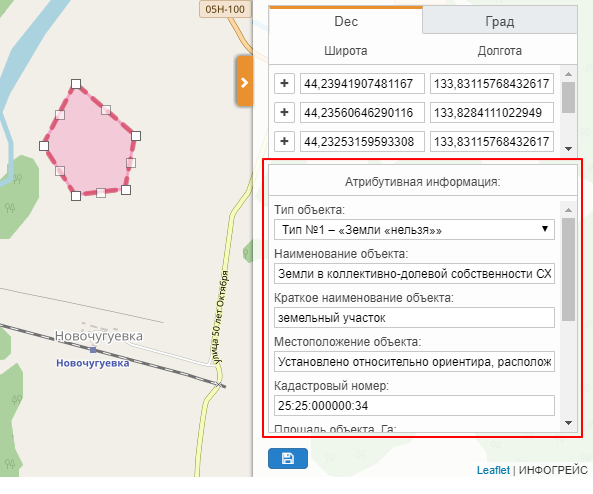 05Н-100
Dec
Град
Широта
Долгота
44,23941907481167
133,83115768432617
44,23560646290116
133,8284111022949
44,23253159593308
133,83115768432617
Атрибутивная информация:
Тип объекта:
Тип №1 – «Земли «нельзя»»
Наименование объекта:
Земли в коллективно-долевой собственности СХ
Краткое наименование объекта:
земельный участок
Местоположение объекта:
Установлено относительно ориентира, располож
Кадастровый номер:
25:25:000000:34
Площадь объекта, Га:
улица 50 лет Октября
Новочугуевка
Новочугуевка
Leaflet | ИНФОГРЕЙС